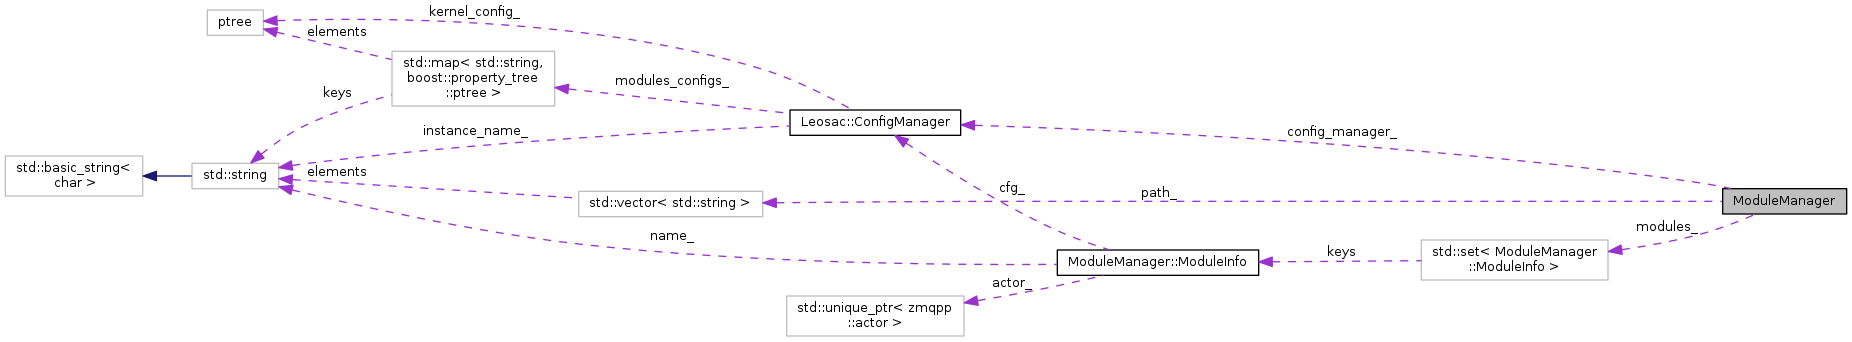 kernel_config_
ptree
elements
std::map< std::string,
boost::property_tree
::ptree >
modules_configs_
keys
Leosac::ConfigManager
instance_name_
config_manager_
std::basic_string<
char >
std::string
elements
cfg_
path_
std::vector< std::string >
ModuleManager
name_
modules_
ModuleManager::ModuleInfo
keys
std::set< ModuleManager
::ModuleInfo >
actor_
std::unique_ptr< zmqpp
::actor >